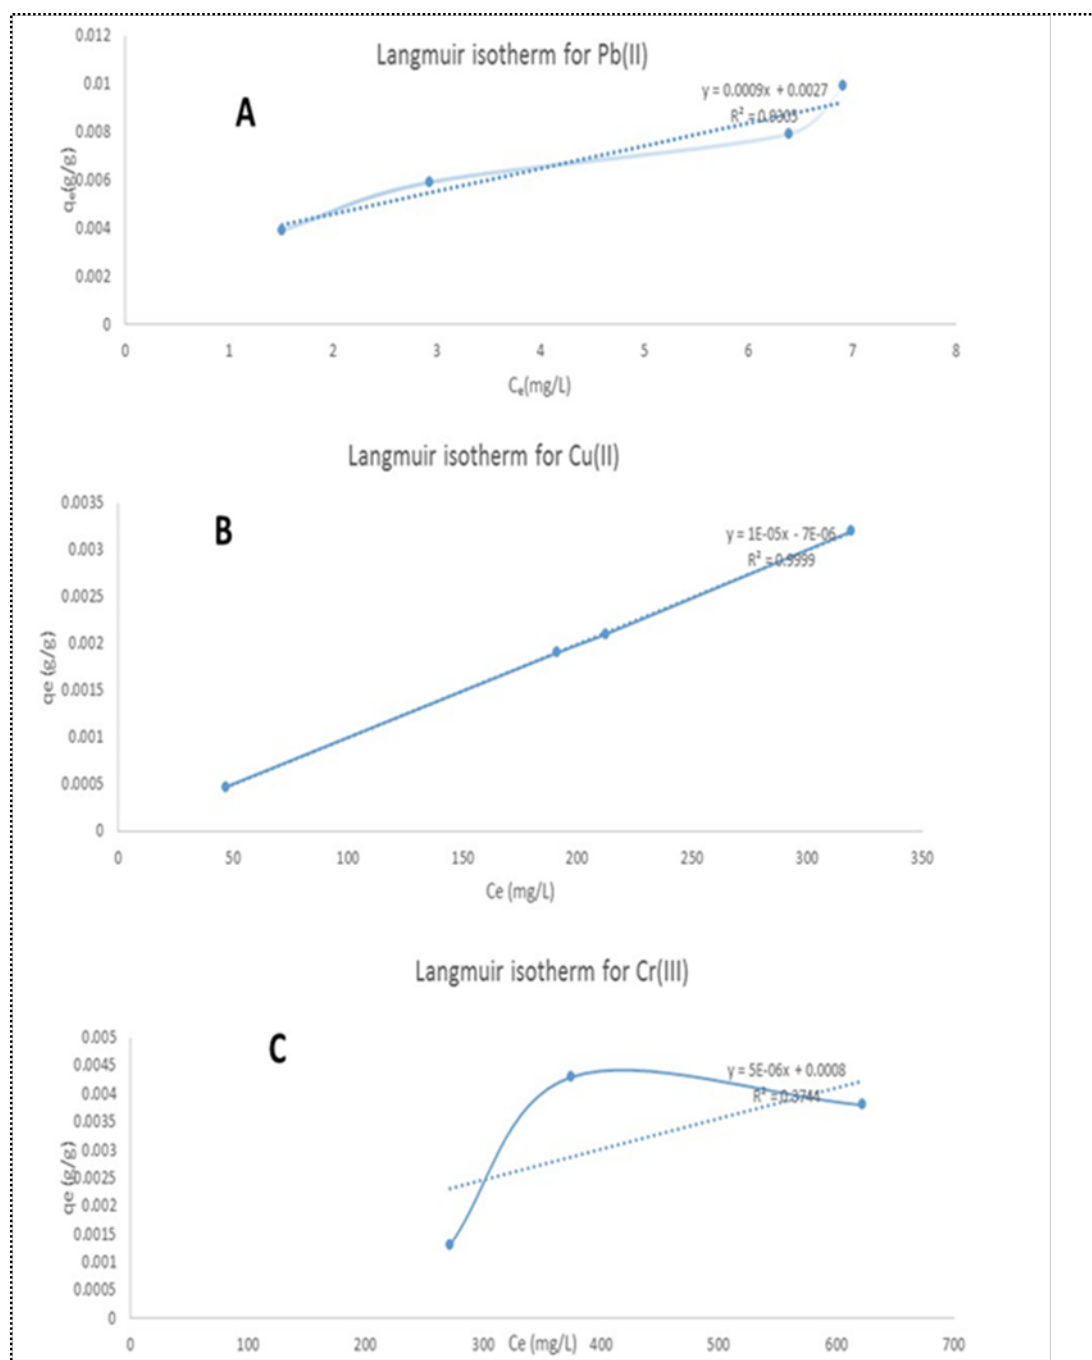 Langmuir isotherm for Pb(II)
A
0.012
0.01
0.008
0.006
0.004
0.002
0
qₑ(g/g)
y = 0.0009x + 0.0027
R² = 0.9305
0 1 2 3 4 5 6 7 8
Cₑ(mg/L)
Langmuir isotherm for Cu(II)
B
0.0035
0.003
0.0025
0.002
0.0015
0.001
0.0005
0
qe (g/g)
y = 1E-05x - 7E-06
R² = 0.9999
0 50 100 150 200 250 300 350
Ce (mg/L)
Langmuir isotherm for Cr(III)
C
0.005
0.0045
0.004
0.0035
0.003
0.0025
0.002
0.0015
0.001
0.0005
0
qe (g/g)
y = 5E-06x + 0.0008
R² = 0.3744
0 100 200 300 Ce (mg/L) 400 500 600 700